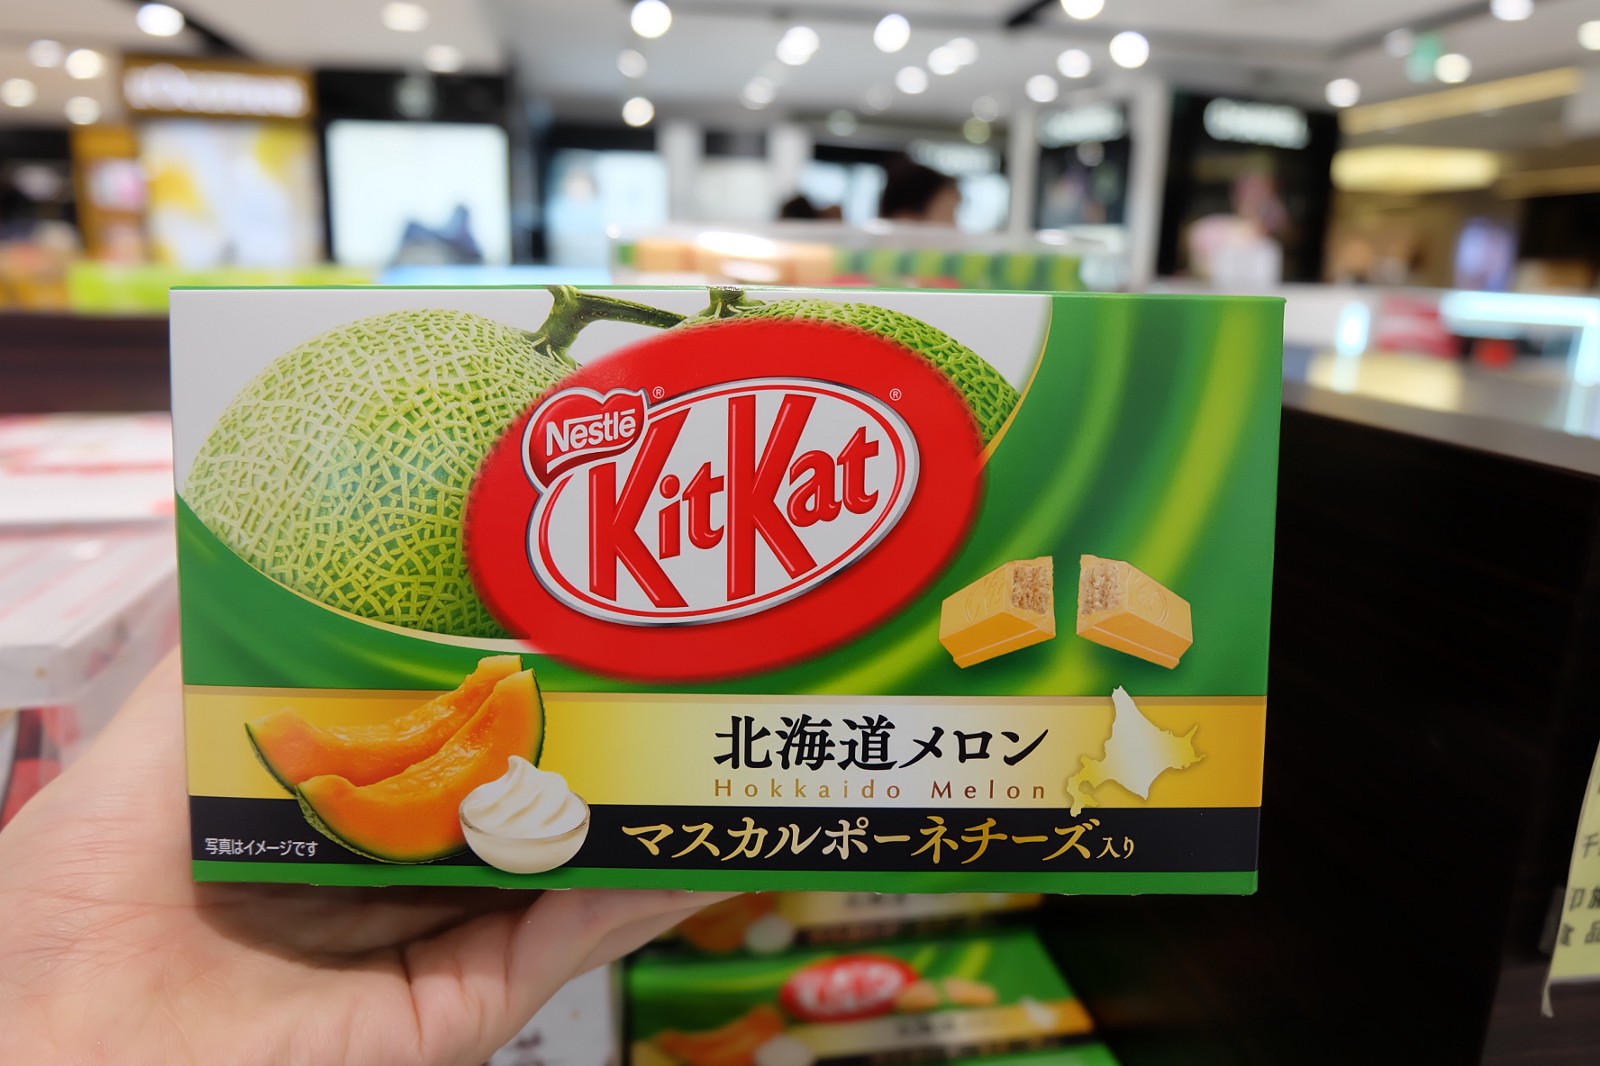 Nestlé
KitKat
北海道メロン
Hokkaido Melon
マスカルポーネチーズ入り
写真はイメージです
KitKat